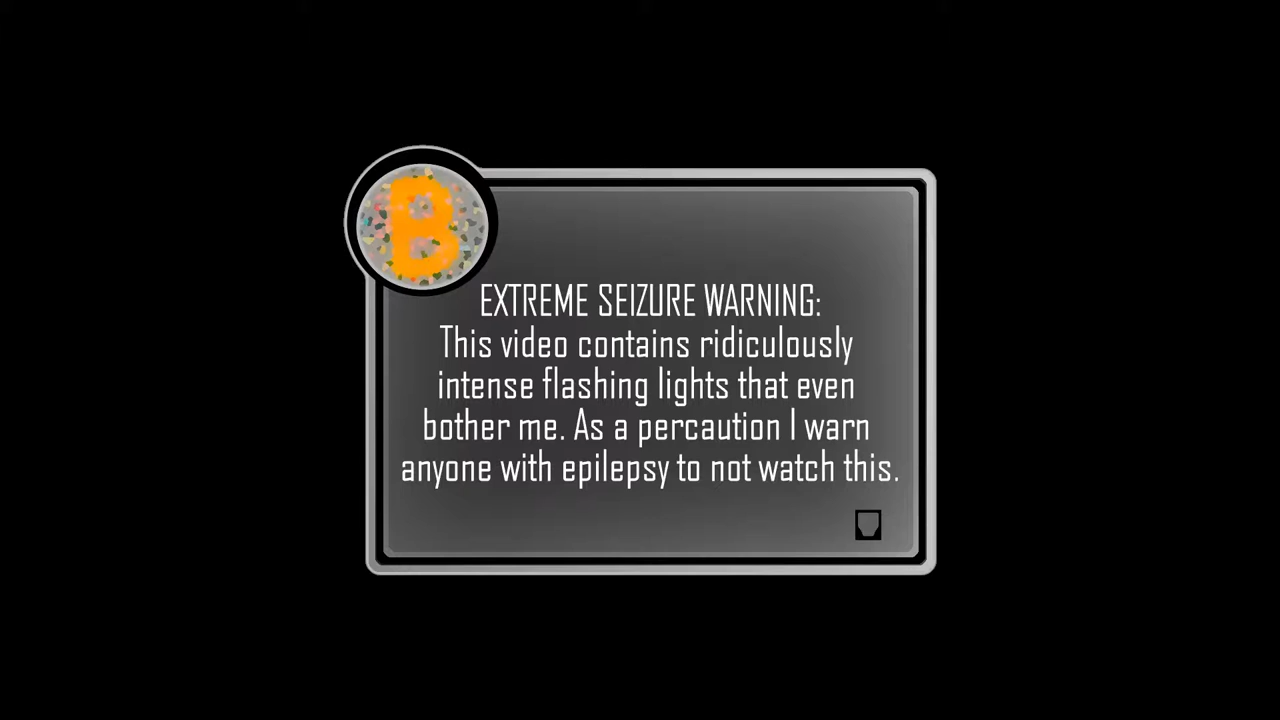 B
EXTREME SEIZURE WARNING:
This video contains ridiculously
intense flashing lights that even
bother me. As a percaution I warn
anyone with epilepsy to not watch this.